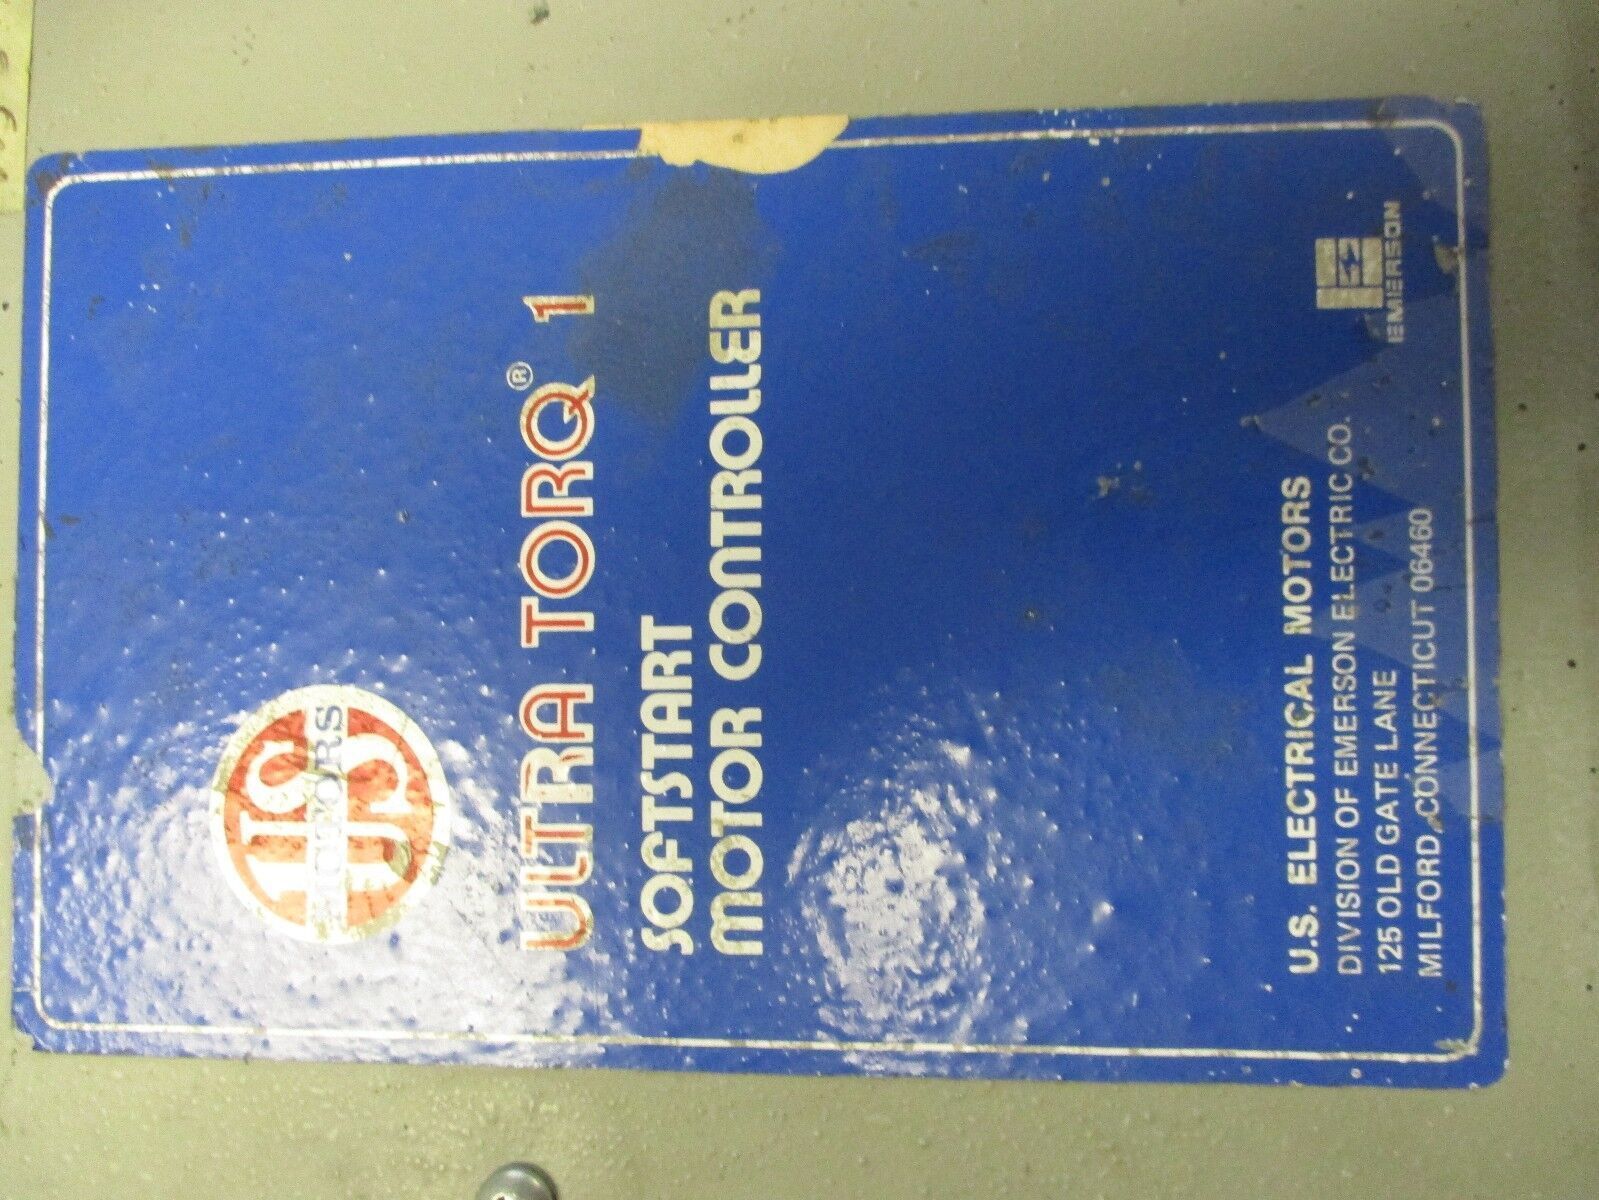 US
MOTORS
ULTRA TORQ® 1
SOFTSTART
MOTOR CONTROLLER
U.S. ELECTRICAL MOTORS
DIVISION OF EMERSON ELECTRIC CO.
125 OLD GATE LANE
MILFORD, CONNECTICUT 06460
EMERSON